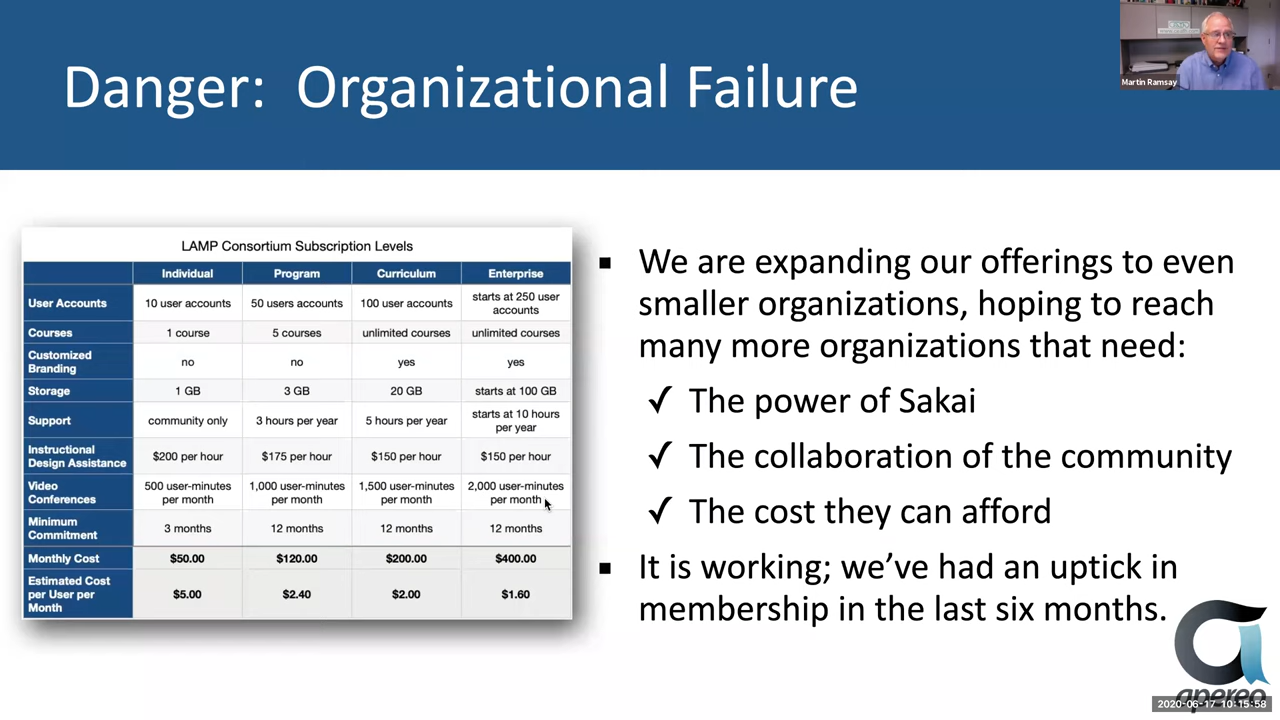 Danger: Organizational Failure
Martin Ramsay
LAMP Consortium Subscription Levels
Individual Program Curriculum Enterprise
User Accounts 10 user accounts 50 users accounts 100 user accounts starts at 250 user accounts
Courses 1 course 5 courses unlimited courses unlimited courses
Customized Branding no no yes yes
Storage 1 GB 3 GB 20 GB starts at 100 GB
Support community only 3 hours per year 5 hours per year starts at 10 hours per year
Instructional Design Assistance $200 per hour $175 per hour $150 per hour $150 per hour
Video Conferences 500 user-minutes per month 1,000 user-minutes per month 1,500 user-minutes per month 2,000 user-minutes per month
Minimum Commitment 3 months 12 months 12 months 12 months
Monthly Cost $50.00 $120.00 $200.00 $400.00
Estimated Cost per User per Month $5.00 $2.40 $2.00 $1.60
▪ We are expanding our offerings to even
smaller organizations, hoping to reach
many more organizations that need:
✓ The power of Sakai
✓ The collaboration of the community
✓ The cost they can afford
▪ It is working; we’ve had an uptick in
membership in the last six months.
apereo
2020-06-17 10:15:58